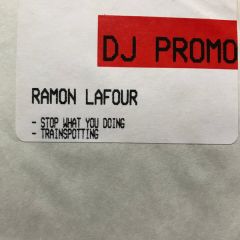 DJ PROMO
RAMON LAFOUR
- STOP WHAT YOU DOING
- TRAINSPOTTING